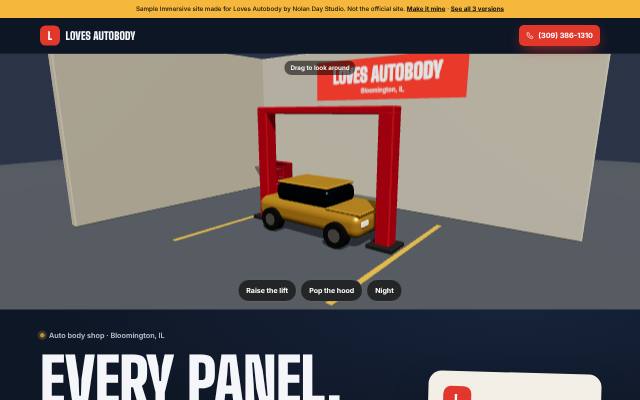 Sample Immersive site made for Loves Autobody by Nolan Day Studio. Not the official site. Make it mine · See all 3 versions
L LOVES AUTOBODY
(309) 386-1310
Drag to look around
LOVES AUTOBODY
Bloomington, IL
Raise the lift
Pop the hood
Night
Auto body shop · Bloomington, IL
EVERY PANEL.
L